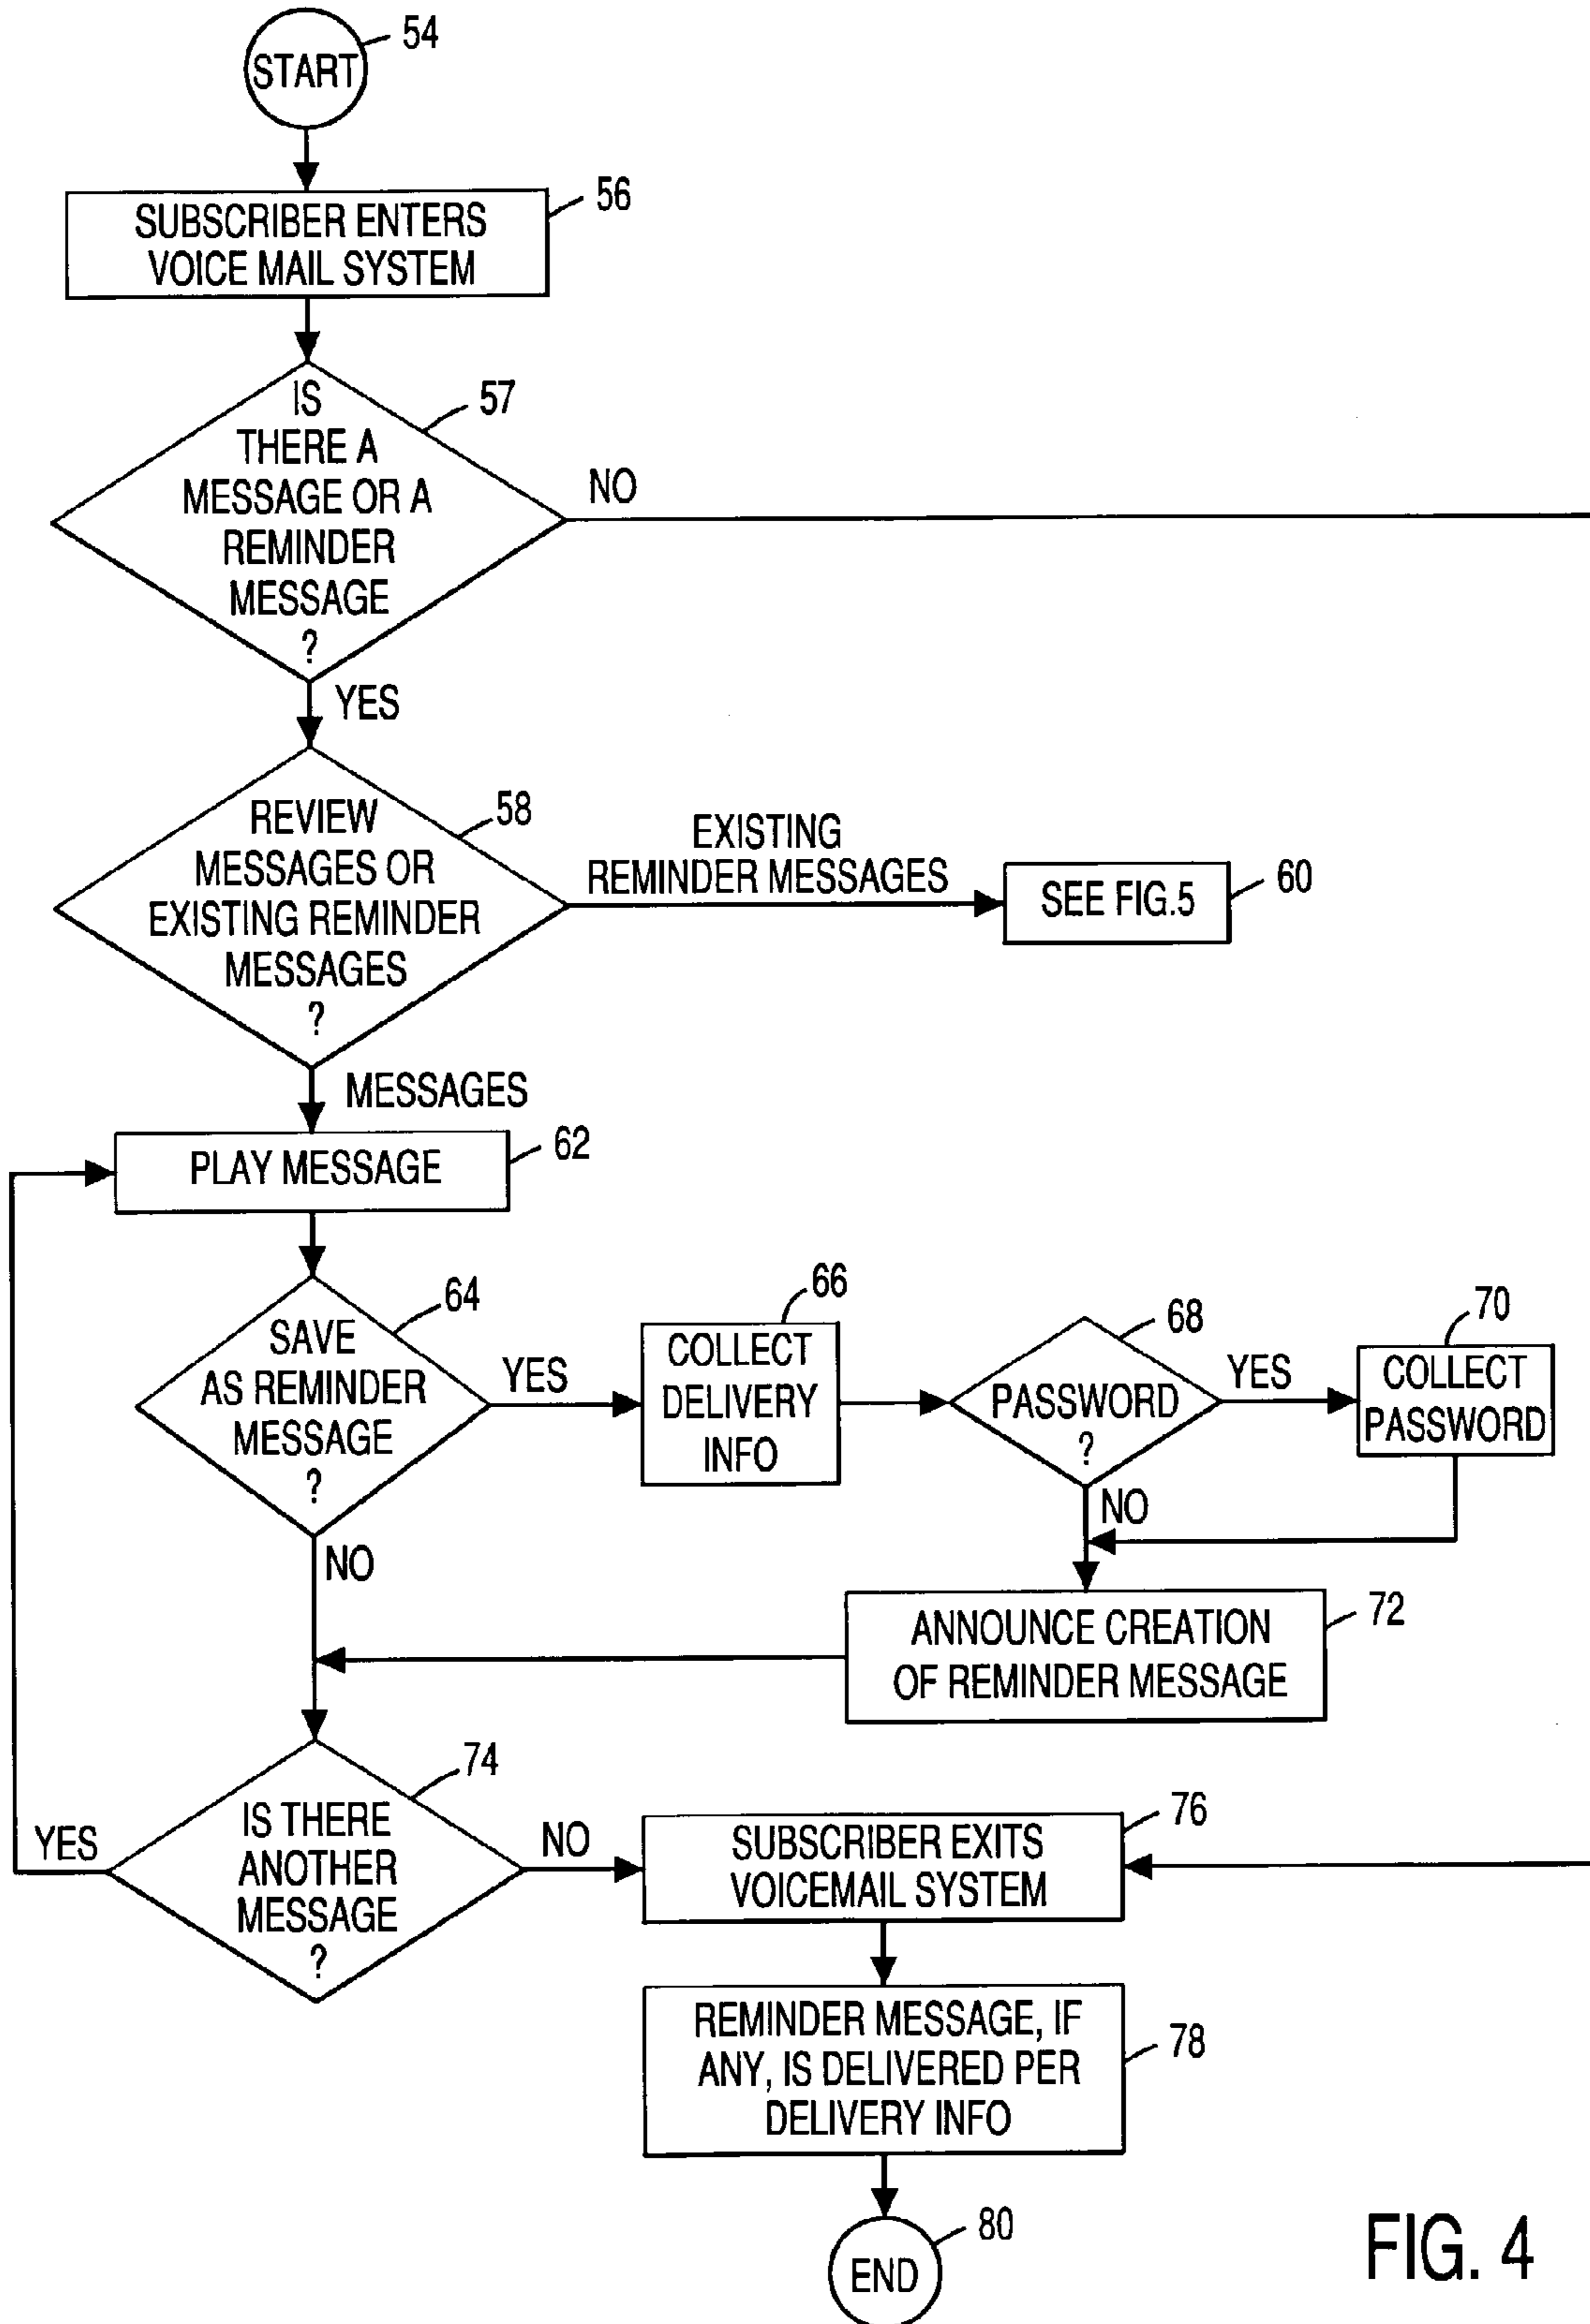 54
START
56
SUBSCRIBER ENTERS
VOICE MAIL SYSTEM
57
IS
THERE A
MESSAGE OR A
REMINDER
MESSAGE
?
NO
YES
58
REVIEW
MESSAGES OR
EXISTING REMINDER
MESSAGES
?
EXISTING
REMINDER MESSAGES
SEE FIG.5
60
MESSAGES
PLAY MESSAGE
62
64
SAVE
AS REMINDER
MESSAGE
?
YES
66
COLLECT
DELIVERY
INFO
68
PASSWORD
?
YES
70
COLLECT
PASSWORD
NO
NO
ANNOUNCE CREATION
OF REMINDER MESSAGE
72
74
IS THERE
ANOTHER
MESSAGE
?
YES
NO
76
SUBSCRIBER EXITS
VOICEMAIL SYSTEM
REMINDER MESSAGE, IF
ANY, IS DELIVERED PER
DELIVERY INFO
78
80
END
FIG. 4